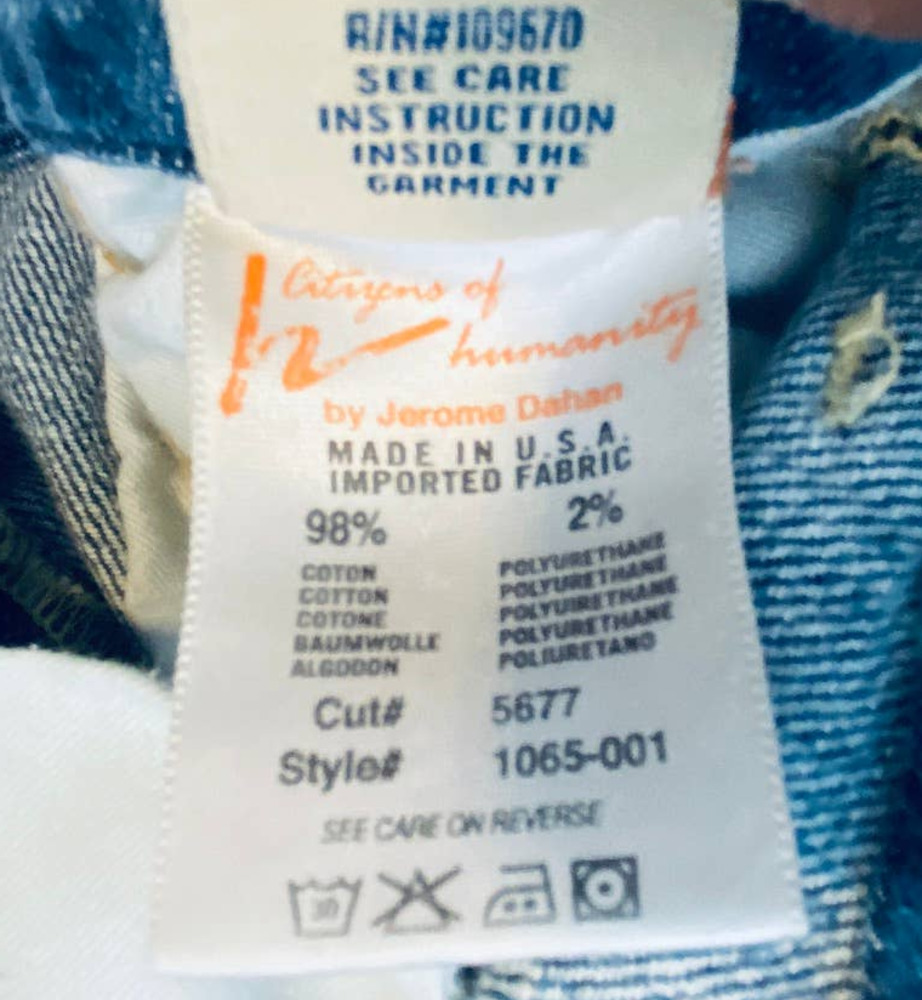 R/N#109670
SEE CARE
INSTRUCTION
INSIDE THE
GARMENT
Citizens of
humanity
by Jerome Dahan
MADE IN U.S.A.
IMPORTED FABRIC
98% 2%
COTON POLYURETHANE
COTTON POLYURETHANE
COTONE POLYUIRETHANE
BAUMWOLLE POLYURETHANE
ALGODON POLIURETANO
Cut# 5677
Style# 1065-001
SEE CARE ON REVERSE
30